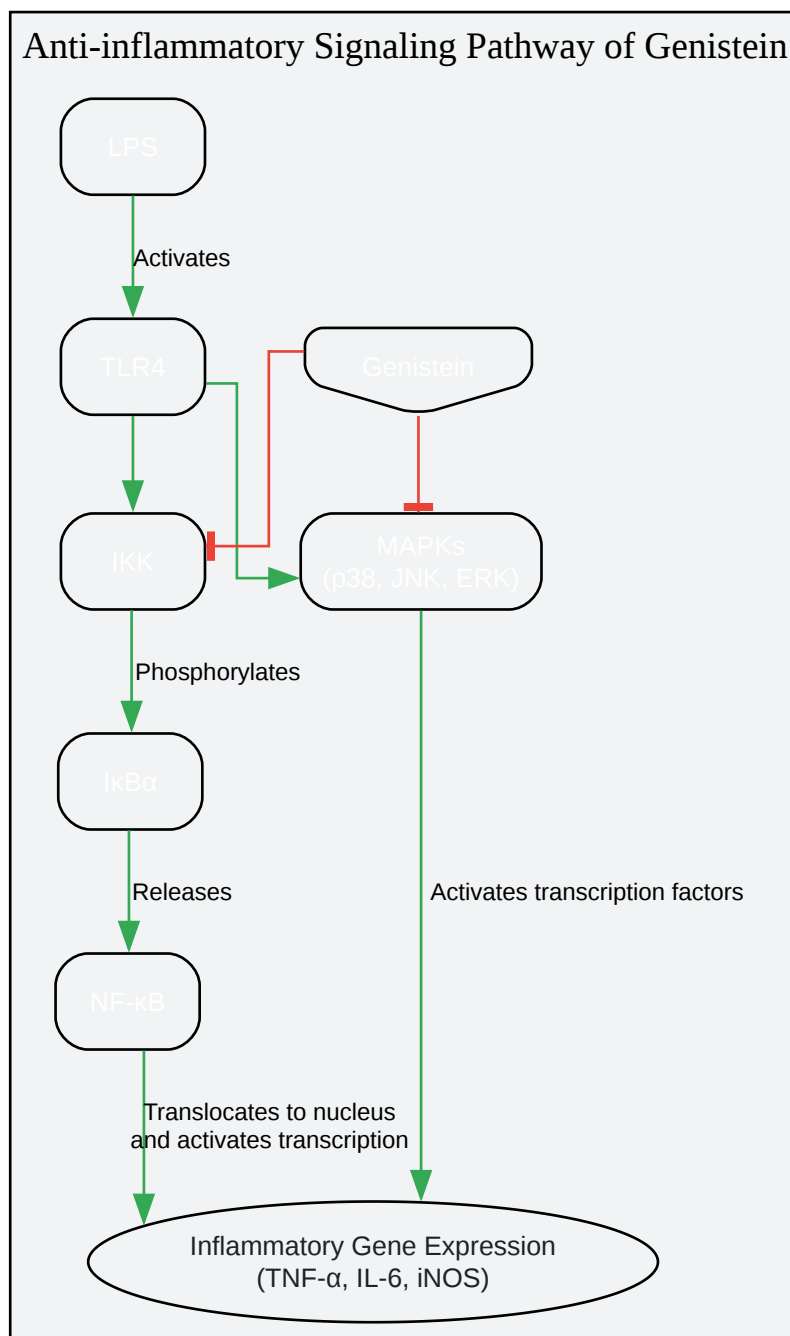 Anti-inflammatory Signaling Pathway of Genistein
LPS
Activates
TLR4
Genistein
IKK
MAPKs
(p38, JNK, ERK)
Phosphorylates
IκBα
Releases
Activates transcription factors
NF-κB
Translocates to nucleus
and activates transcription
Inflammatory Gene Expression
(TNF-α, IL-6, iNOS)